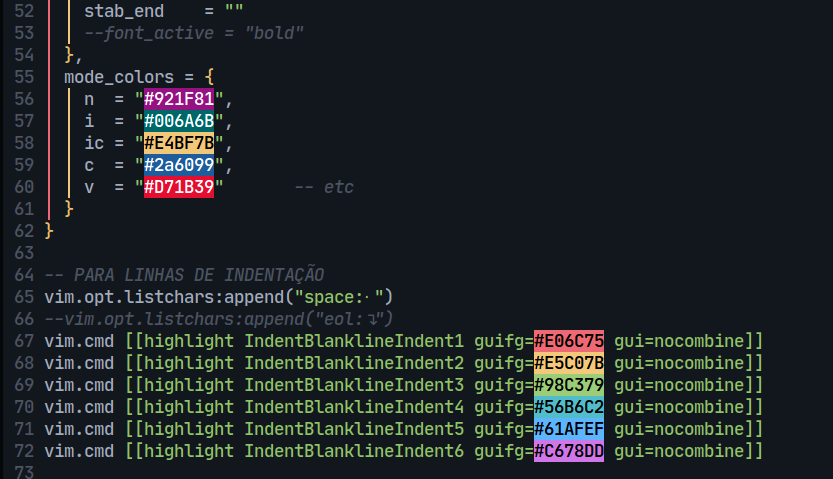 52 stab_end    = ""
53 --font_active = "bold"
54 },
55 mode_colors = {
56 n  = "#921F81",
57 i  = "#006A6B",
58 ic = "#E4BF7B",
59 c  = "#2a6099",
60 v  = "#D71B39"       -- etc
61 }
62 }
63
64 -- PARA LINHAS DE INDENTAÇÃO
65 vim.opt.listchars:append("space:⋅")
66 --vim.opt.listchars:append("eol:↴")
67 vim.cmd [[highlight IndentBlanklineIndent1 guifg=#E06C75 gui=nocombine]]
68 vim.cmd [[highlight IndentBlanklineIndent2 guifg=#E5C07B gui=nocombine]]
69 vim.cmd [[highlight IndentBlanklineIndent3 guifg=#98C379 gui=nocombine]]
70 vim.cmd [[highlight IndentBlanklineIndent4 guifg=#56B6C2 gui=nocombine]]
71 vim.cmd [[highlight IndentBlanklineIndent5 guifg=#61AFEF gui=nocombine]]
72 vim.cmd [[highlight IndentBlanklineIndent6 guifg=#C678DD gui=nocombine]]
73